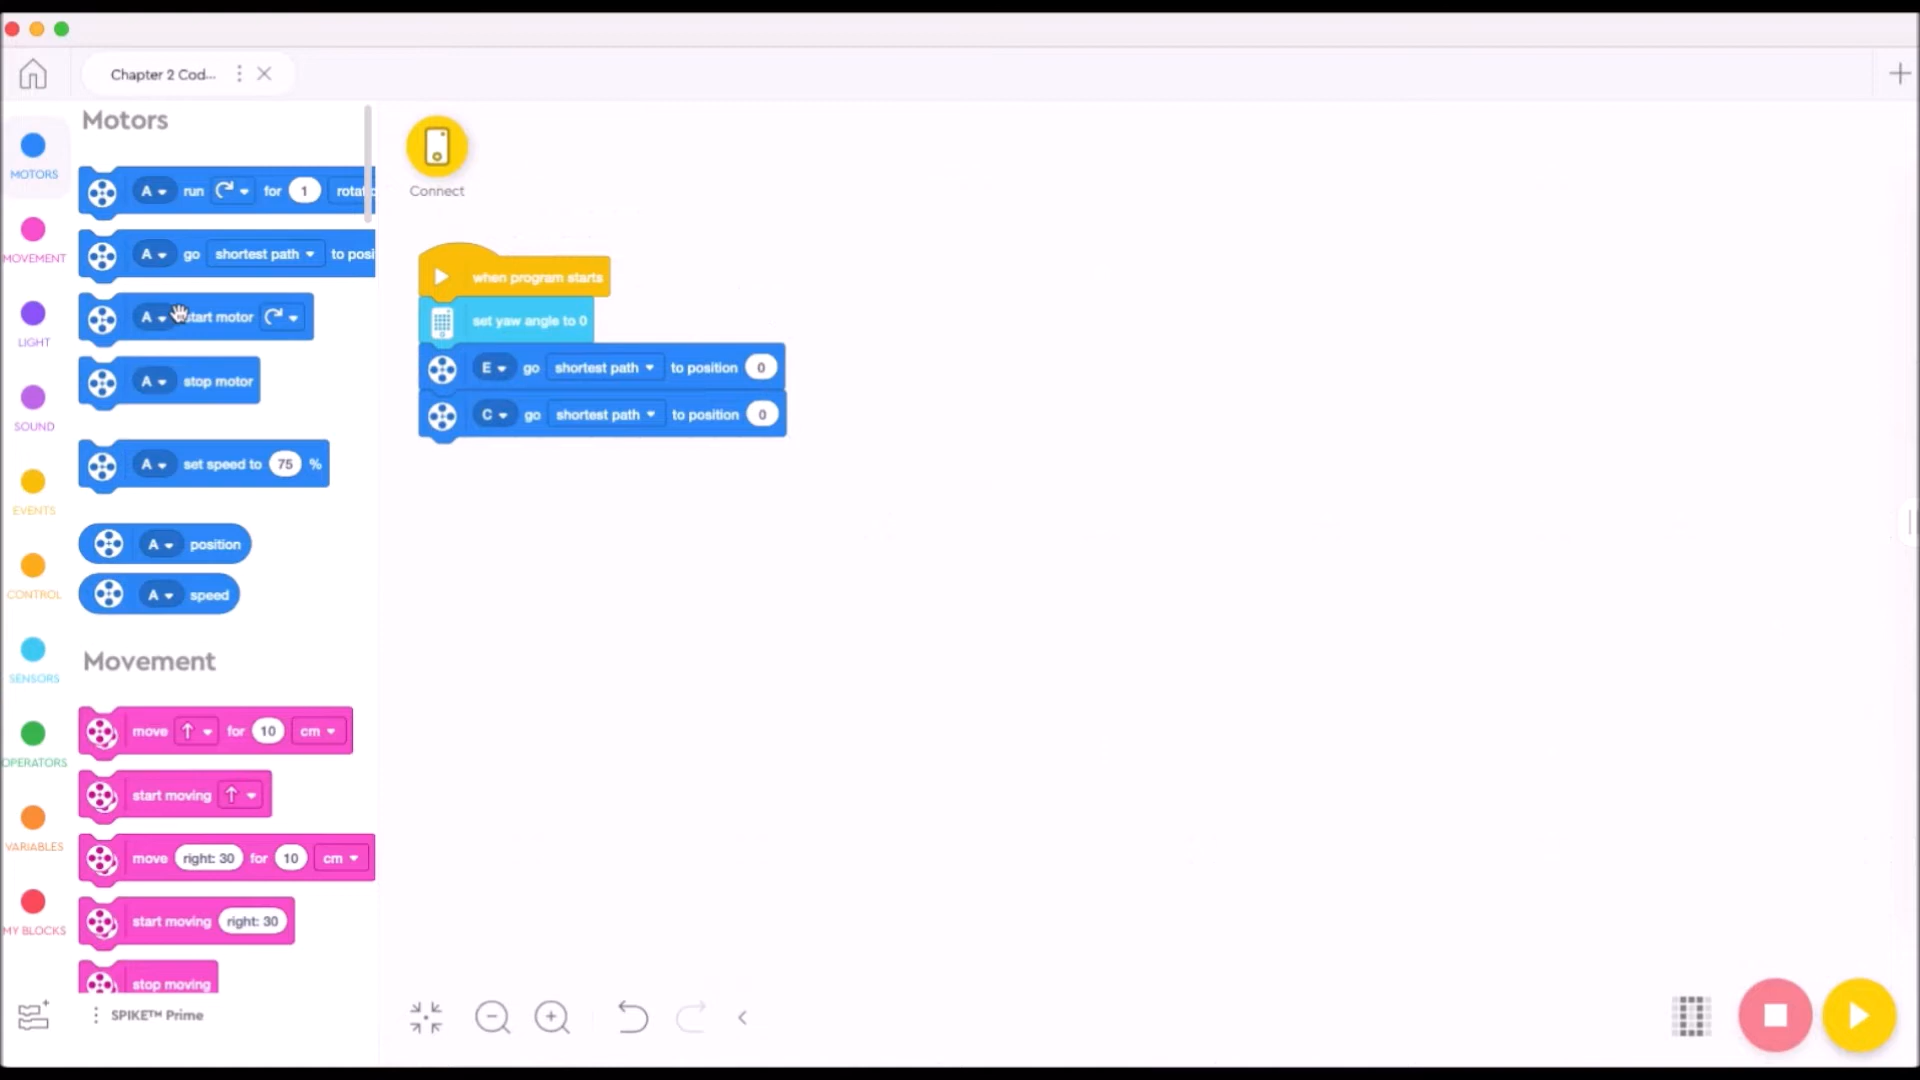 Chapter 2 Cod...
Motors
MOTORS
A run for 1
A go shortest path
A start motor
A stop motor
A set speed to 75 %
A position
A speed
Movement
move for 10 cm
start moving
move right: 30 for 10 cm
start moving right: 30
stop moving
MOVEMENT
LIGHT
SOUND
EVENTS
CONTROL
SENSORS
OPERATORS
VARIABLES
MY BLOCKS
SPIKE™ Prime
Connect
when program starts
set yaw angle to 0
E go shortest path to position 0
C go shortest path to position 0